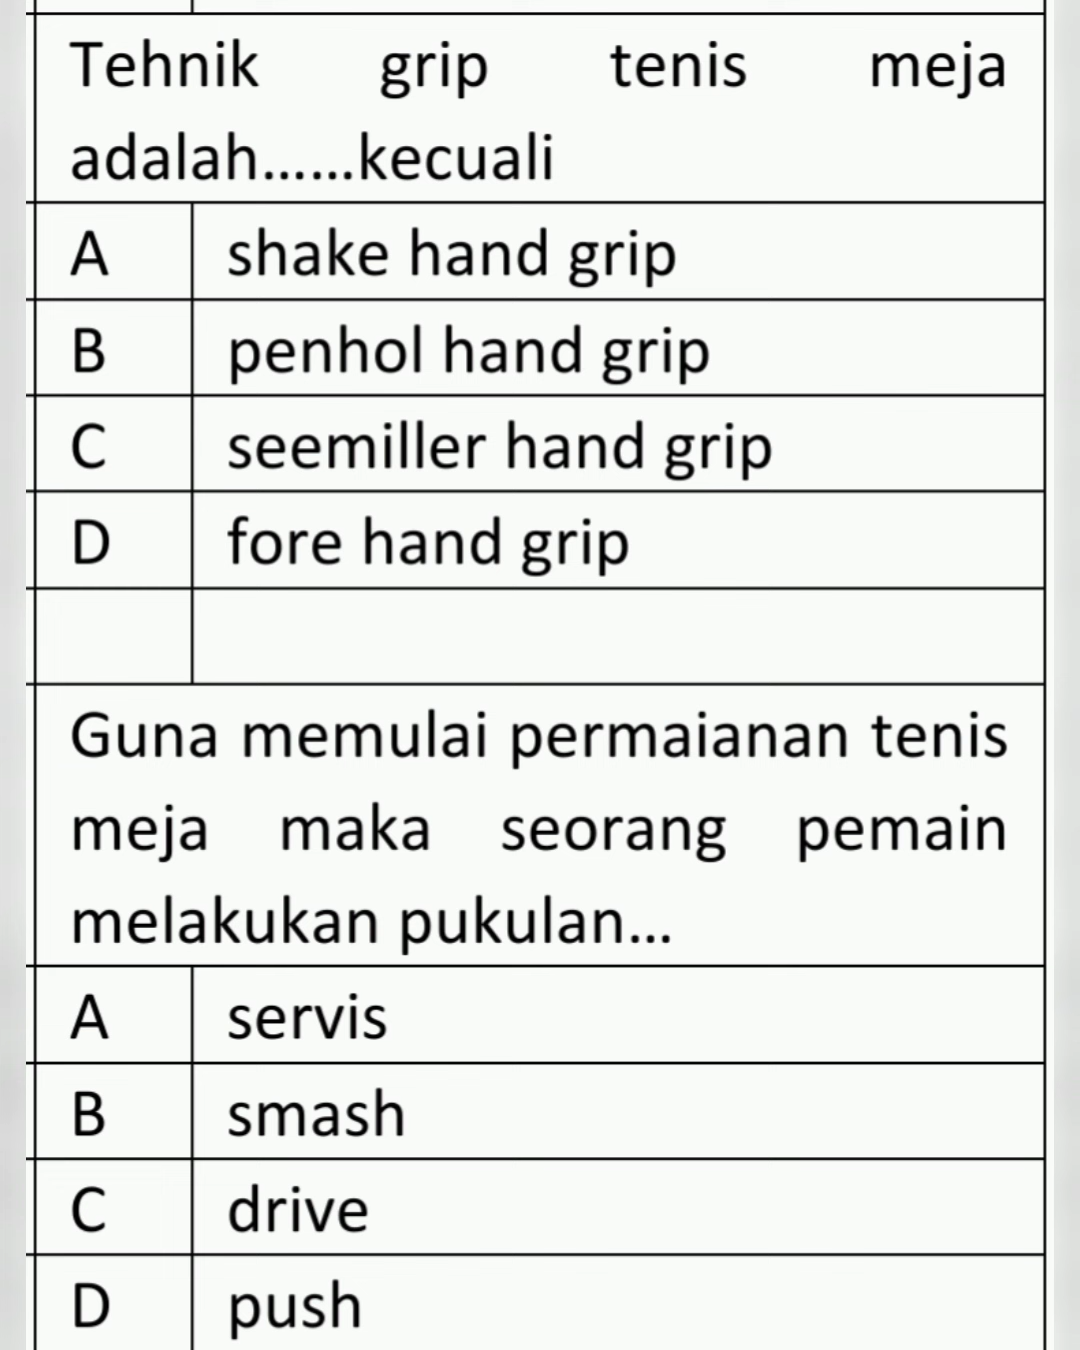 Tehnik grip tenis meja
adalah......kecuali
A shake hand grip
B penhol hand grip
C seemiller hand grip
D fore hand grip
Guna memulai permaianan tenis
meja maka seorang pemain
melakukan pukulan...
A servis
B smash
C drive
D push